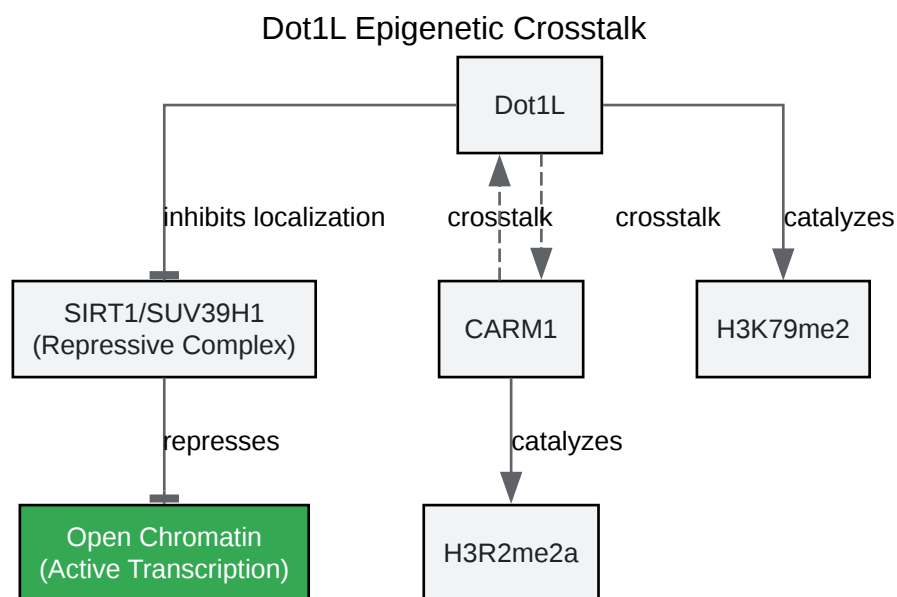 Dot1L Epigenetic Crosstalk
Dot1L
inhibits localization
crosstalk
crosstalk
catalyzes
SIRT1/SUV39H1
(Repressive Complex)
CARM1
H3K79me2
represses
catalyzes
Open Chromatin
(Active Transcription)
H3R2me2a